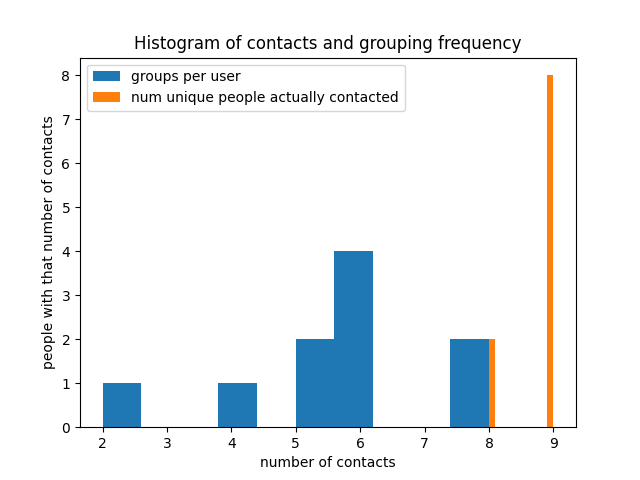 Histogram of contacts and grouping frequency
groups per user
num unique people actually contacted
people with that number of contacts
8
7
6
5
4
3
2
1
0
2 3 4 5 6 7 8 9
number of contacts